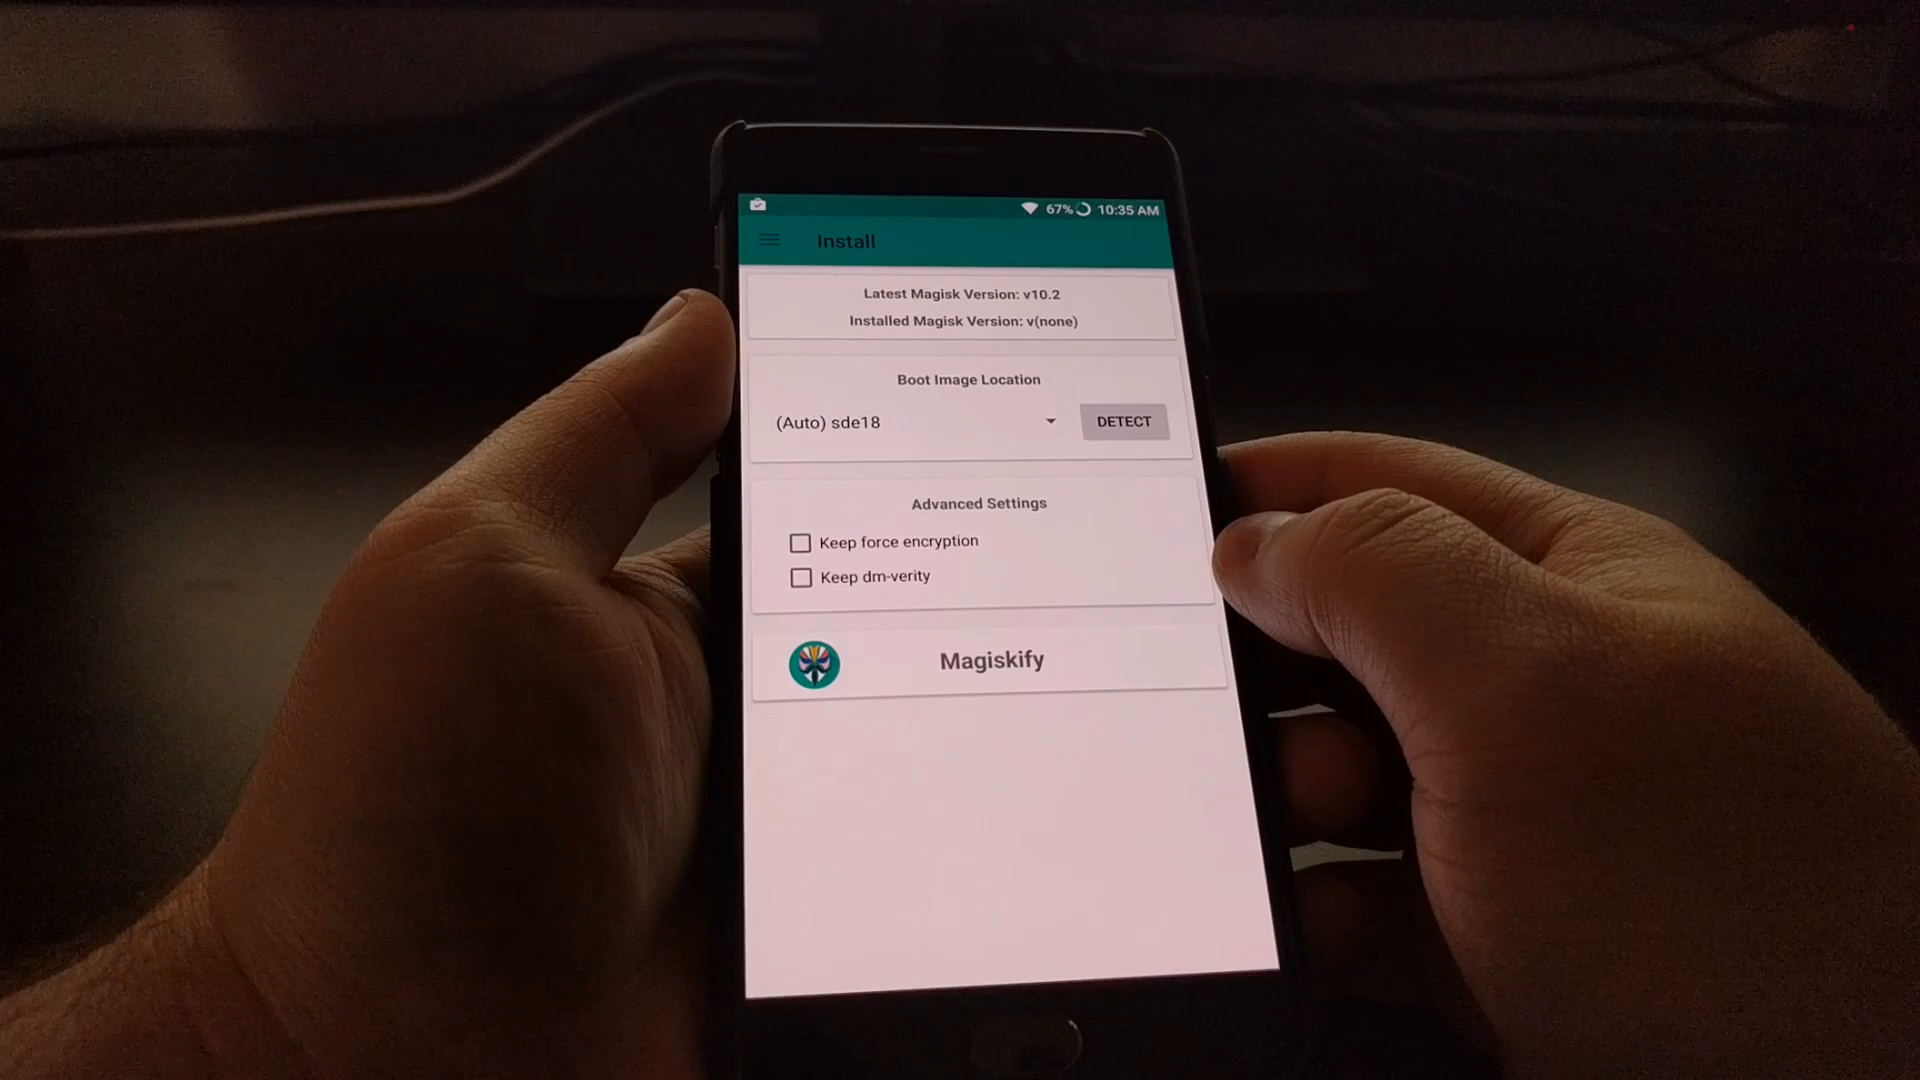 67% 10:35 AM
Install
Latest Magisk Version: v10.2
Installed Magisk Version: v(none)
Boot Image Location
(Auto) sde18
DETECT
Advanced Settings
Keep force encryption
Keep dm-verity
Magiskify